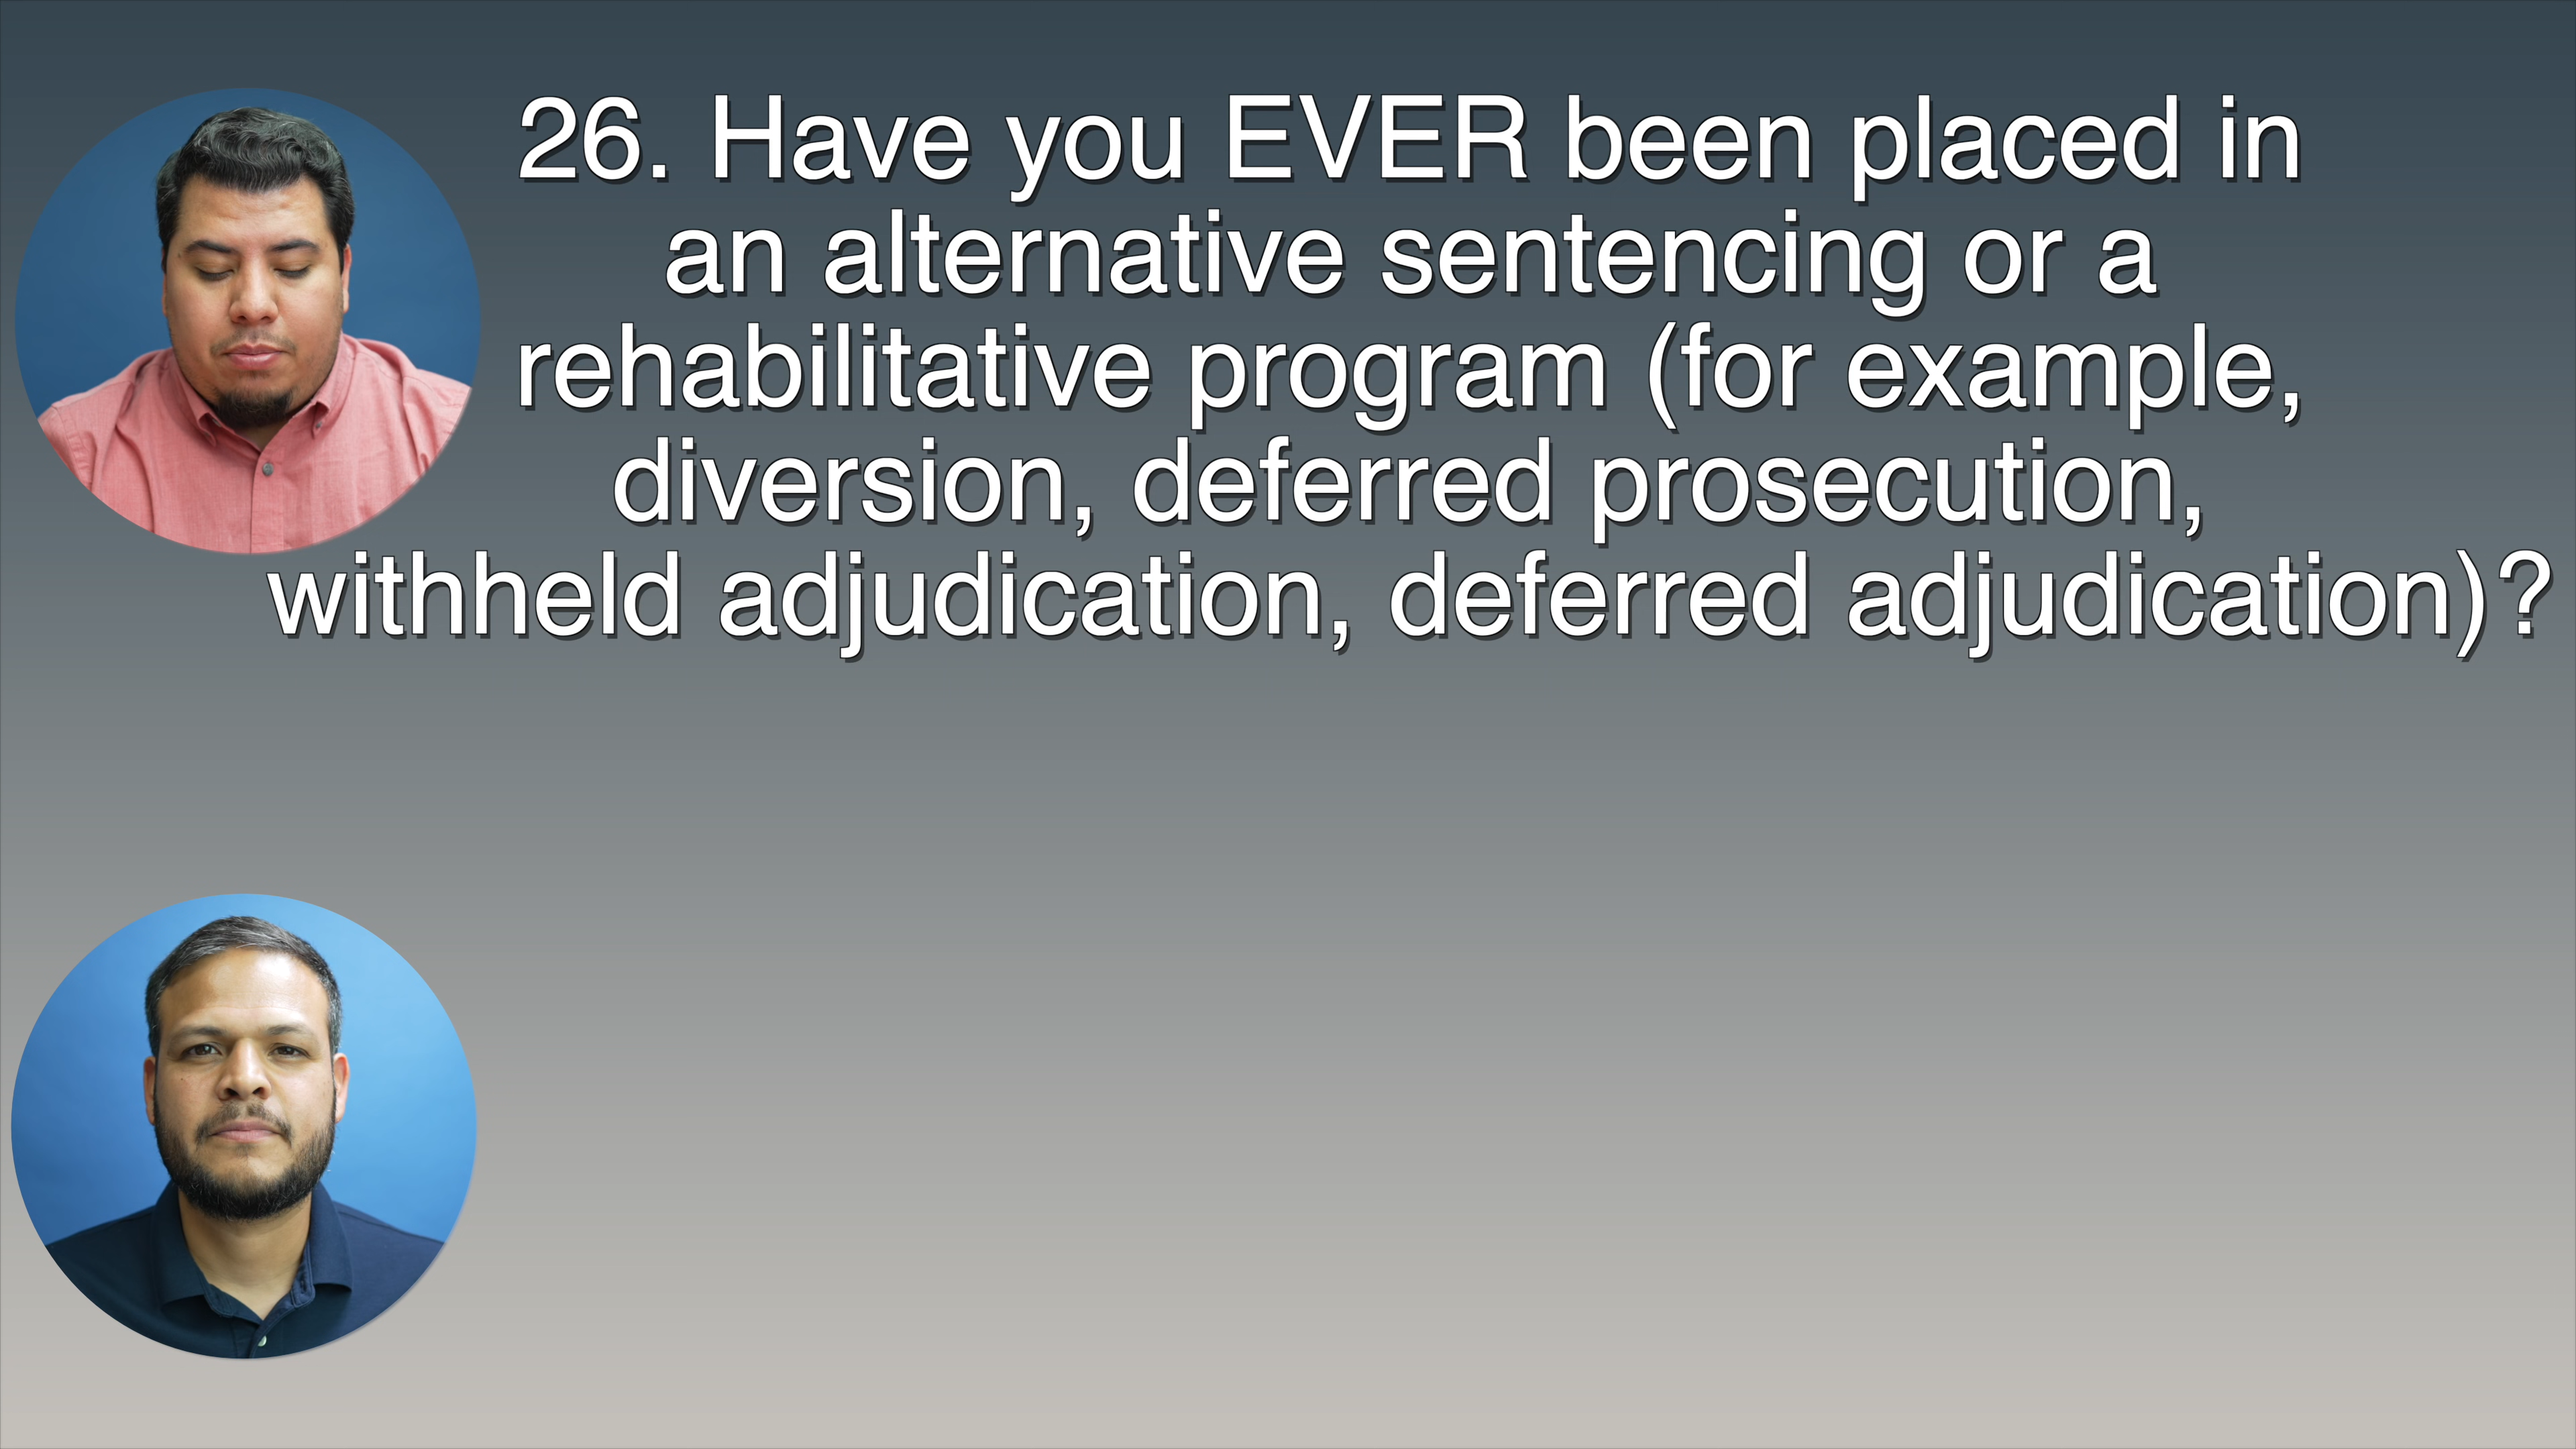 26. Have you EVER been placed in
an alternative sentencing or a
rehabilitative program (for example,
diversion, deferred prosecution,
withheld adjudication, deferred adjudication)?